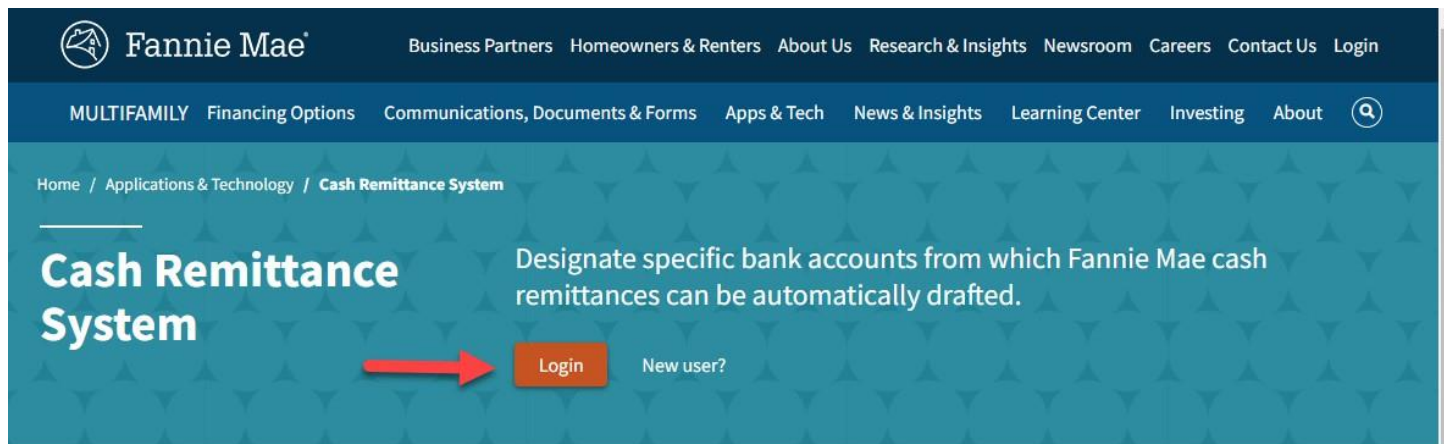 Fannie Mae®
Business Partners Homeowners & Renters About Us Research & Insights Newsroom Careers Contact Us Login
MULTIFAMILY Financing Options Communications, Documents & Forms Apps & Tech News & Insights Learning Center Investing About
Home / Applications & Technology / Cash Remittance System
Cash Remittance
System
Designate specific bank accounts from which Fannie Mae cash
remittances can be automatically drafted.
Login New user?